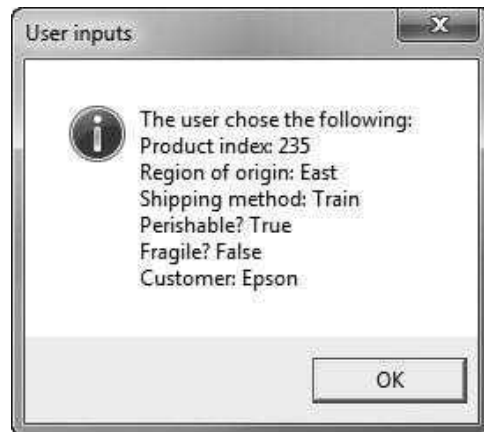 User inputs
X
The user chose the following:
Product index: 235
Region of origin: East
Shipping method: Train
Perishable? True
Fragile? False
Customer: Epson
OK